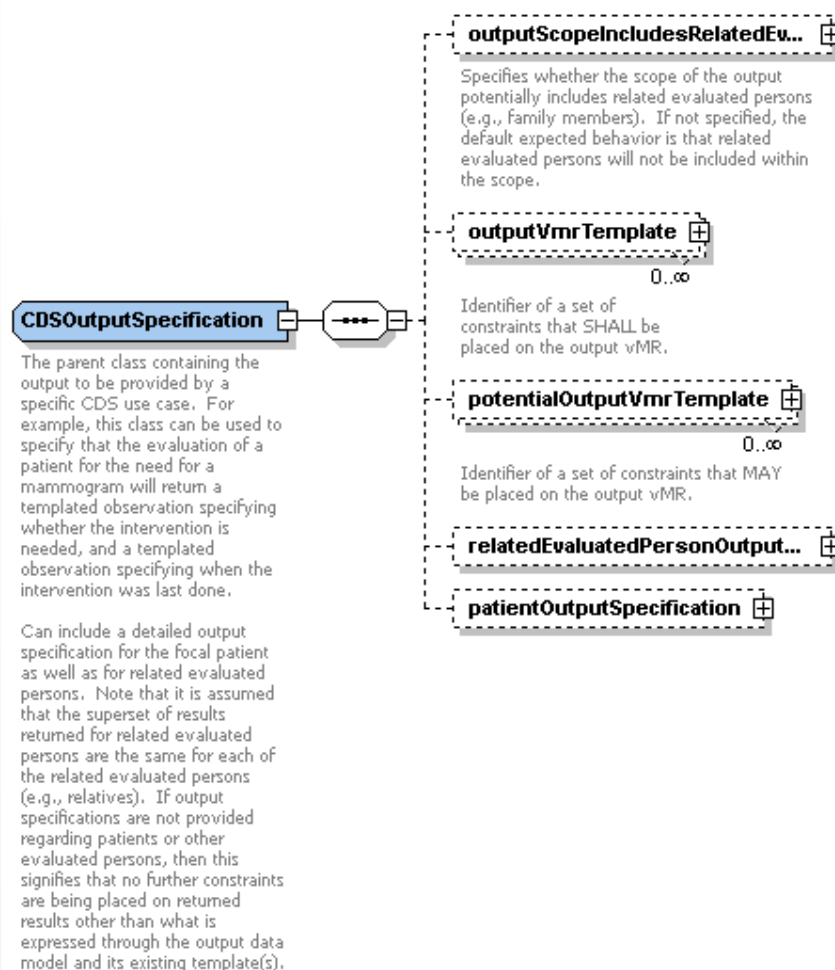 outputScopeIncludesRelatedEv...
Specifies whether the scope of the output
potentially includes related evaluated persons
(e.g., family members).  If not specified, the
default expected behavior is that related
evaluated persons will not be included within
the scope.
outputVmrTemplate
0..∞
Identifier of a set of
constraints that SHALL be
placed on the output vMR.
CDSOutputSpecification
The parent class containing the
output to be provided by a
specific CDS use case.  For
example, this class can be used to
specify that the evaluation of a
patient for the need for a
mammogram will return a
templated observation specifying
whether the intervention is
needed, and a templated
observation specifying when the
intervention was last done.
Can include a detailed output
specification for the focal patient
as well as for related evaluated
persons.  Note that it is assumed
that the superset of results
returned for related evaluated
persons are the same for each of
the related evaluated persons
(e.g., relatives).  If output
specifications are not provided
regarding patients or other
evaluated persons, then this
signifies that no further constraints
are being placed on returned
results other than what is
expressed through the output data
model and its existing template(s).
potentialOutputVmrTemplate
0..∞
Identifier of a set of constraints that MAY
be placed on the output vMR.
relatedEvaluatedPersonOutput...
patientOutputSpecification